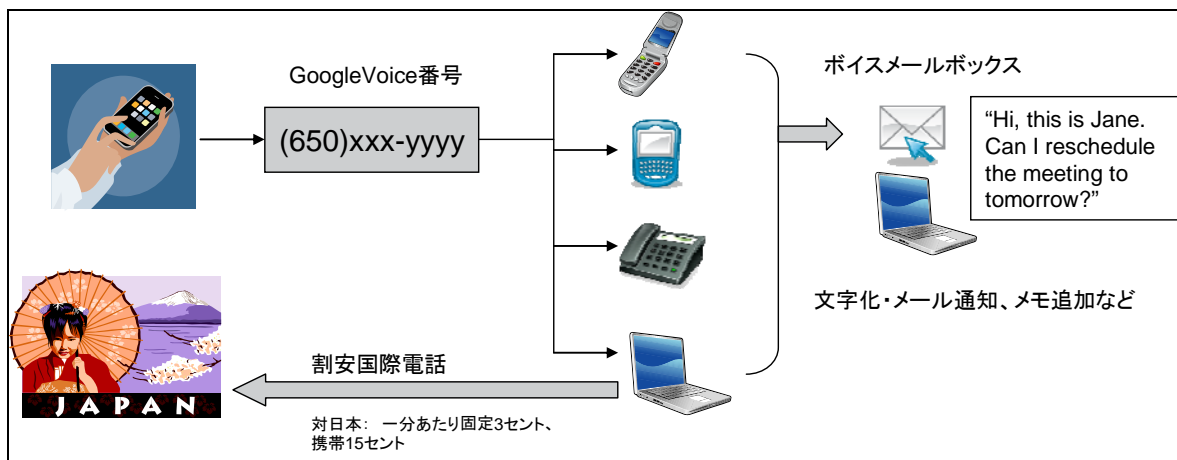 GoogleVoice番号
(650)xxx-yyyy
ボイスメールボックス
“Hi, this is Jane.
Can I reschedule
the meeting to
tomorrow?”
文字化・メール通知、メモ追加など
割安国際電話
対日本: 一分あたり固定3セント、
携帯15セント
JAPAN